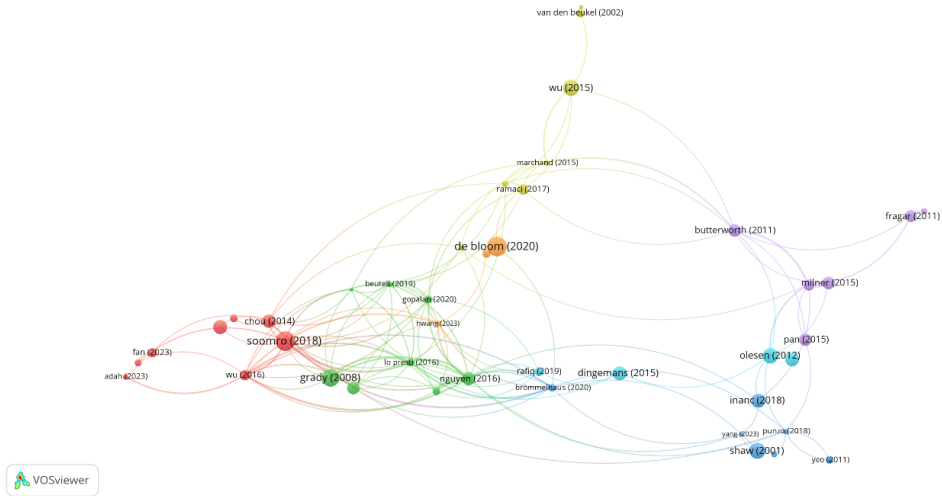 van den beukel (2002)
wu (2015)
marchand (2015)
ramaci (2017)
fragar (2011)
butterworth (2011)
de bloom (2020)
beutell (2019)
milner (2015)
gopalan (2020)
chou (2014)
hwang(2023)
soomro (2018)
pan (2015)
fan (2023)
olesen (2012)
lo presti (2016)
adah(2023)
wu (2016)
grady (2008)
nguyen (2016)
rafiq (2019)
dingemans (2015)
brömmelhaus (2020)
inanc (2018)
yang (2023)
punzo (2018)
shaw (2001)
yeo (2011)
VOSviewer